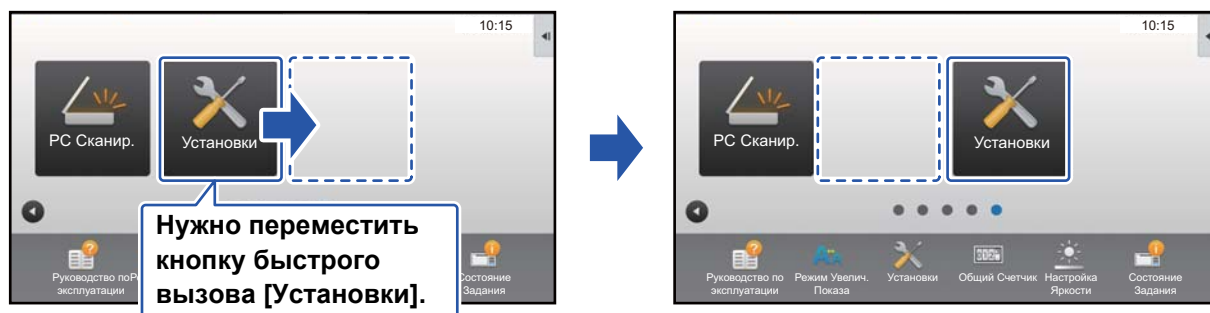 10:15
PC Сканир.
Установки
Нужно переместить
кнопку быстрого
вызова [Установки].
Руководство по
эксплуатации
Состояние
Задания
10:15
PC Сканир.
Установки
Руководство по
эксплуатации
Режим Увелич.
Показа
Установки
Общий Счетчик
Настройка
Яркости
Состояние
Задания